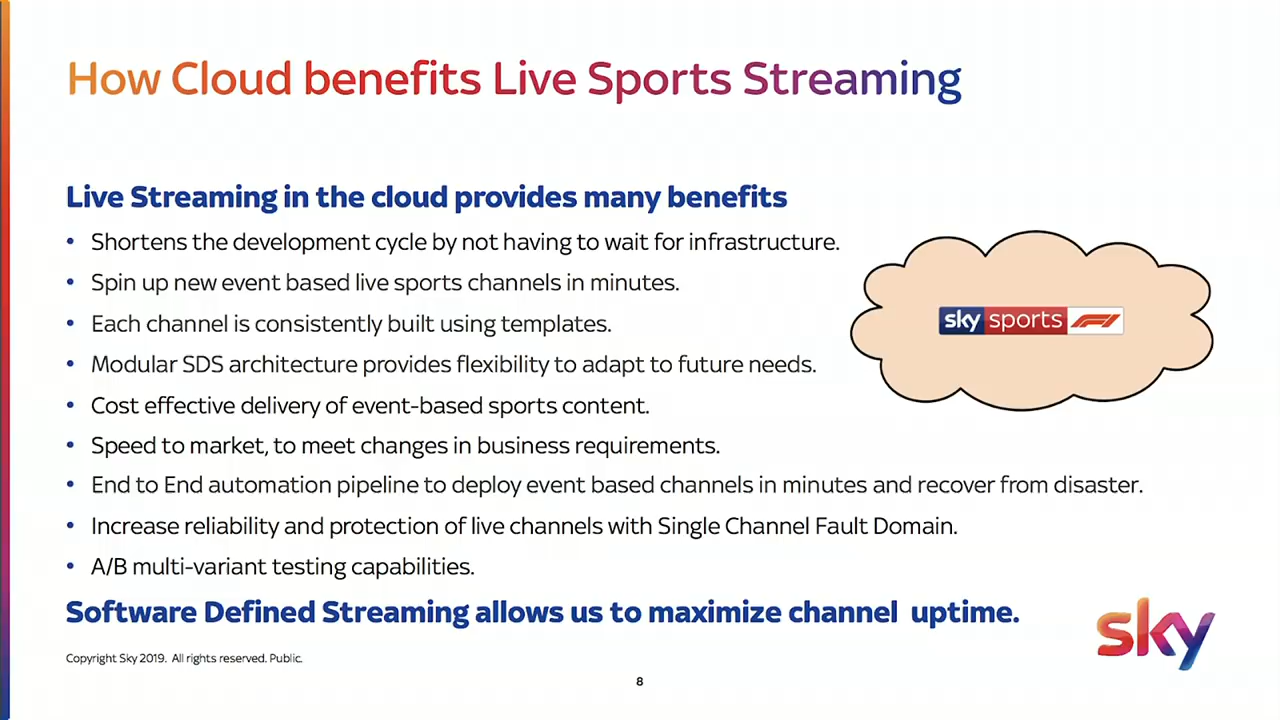 How Cloud benefits Live Sports Streaming
Live Streaming in the cloud provides many benefits
• Shortens the development cycle by not having to wait for infrastructure.
• Spin up new event based live sports channels in minutes.
• Each channel is consistently built using templates.
• Modular SDS architecture provides flexibility to adapt to future needs.
• Cost effective delivery of event-based sports content.
• Speed to market, to meet changes in business requirements.
• End to End automation pipeline to deploy event based channels in minutes and recover from disaster.
• Increase reliability and protection of live channels with Single Channel Fault Domain.
• A/B multi-variant testing capabilities.
sky sports F1
Software Defined Streaming allows us to maximize channel  uptime.
sky
Copyright Sky 2019.  All rights reserved. Public.
8